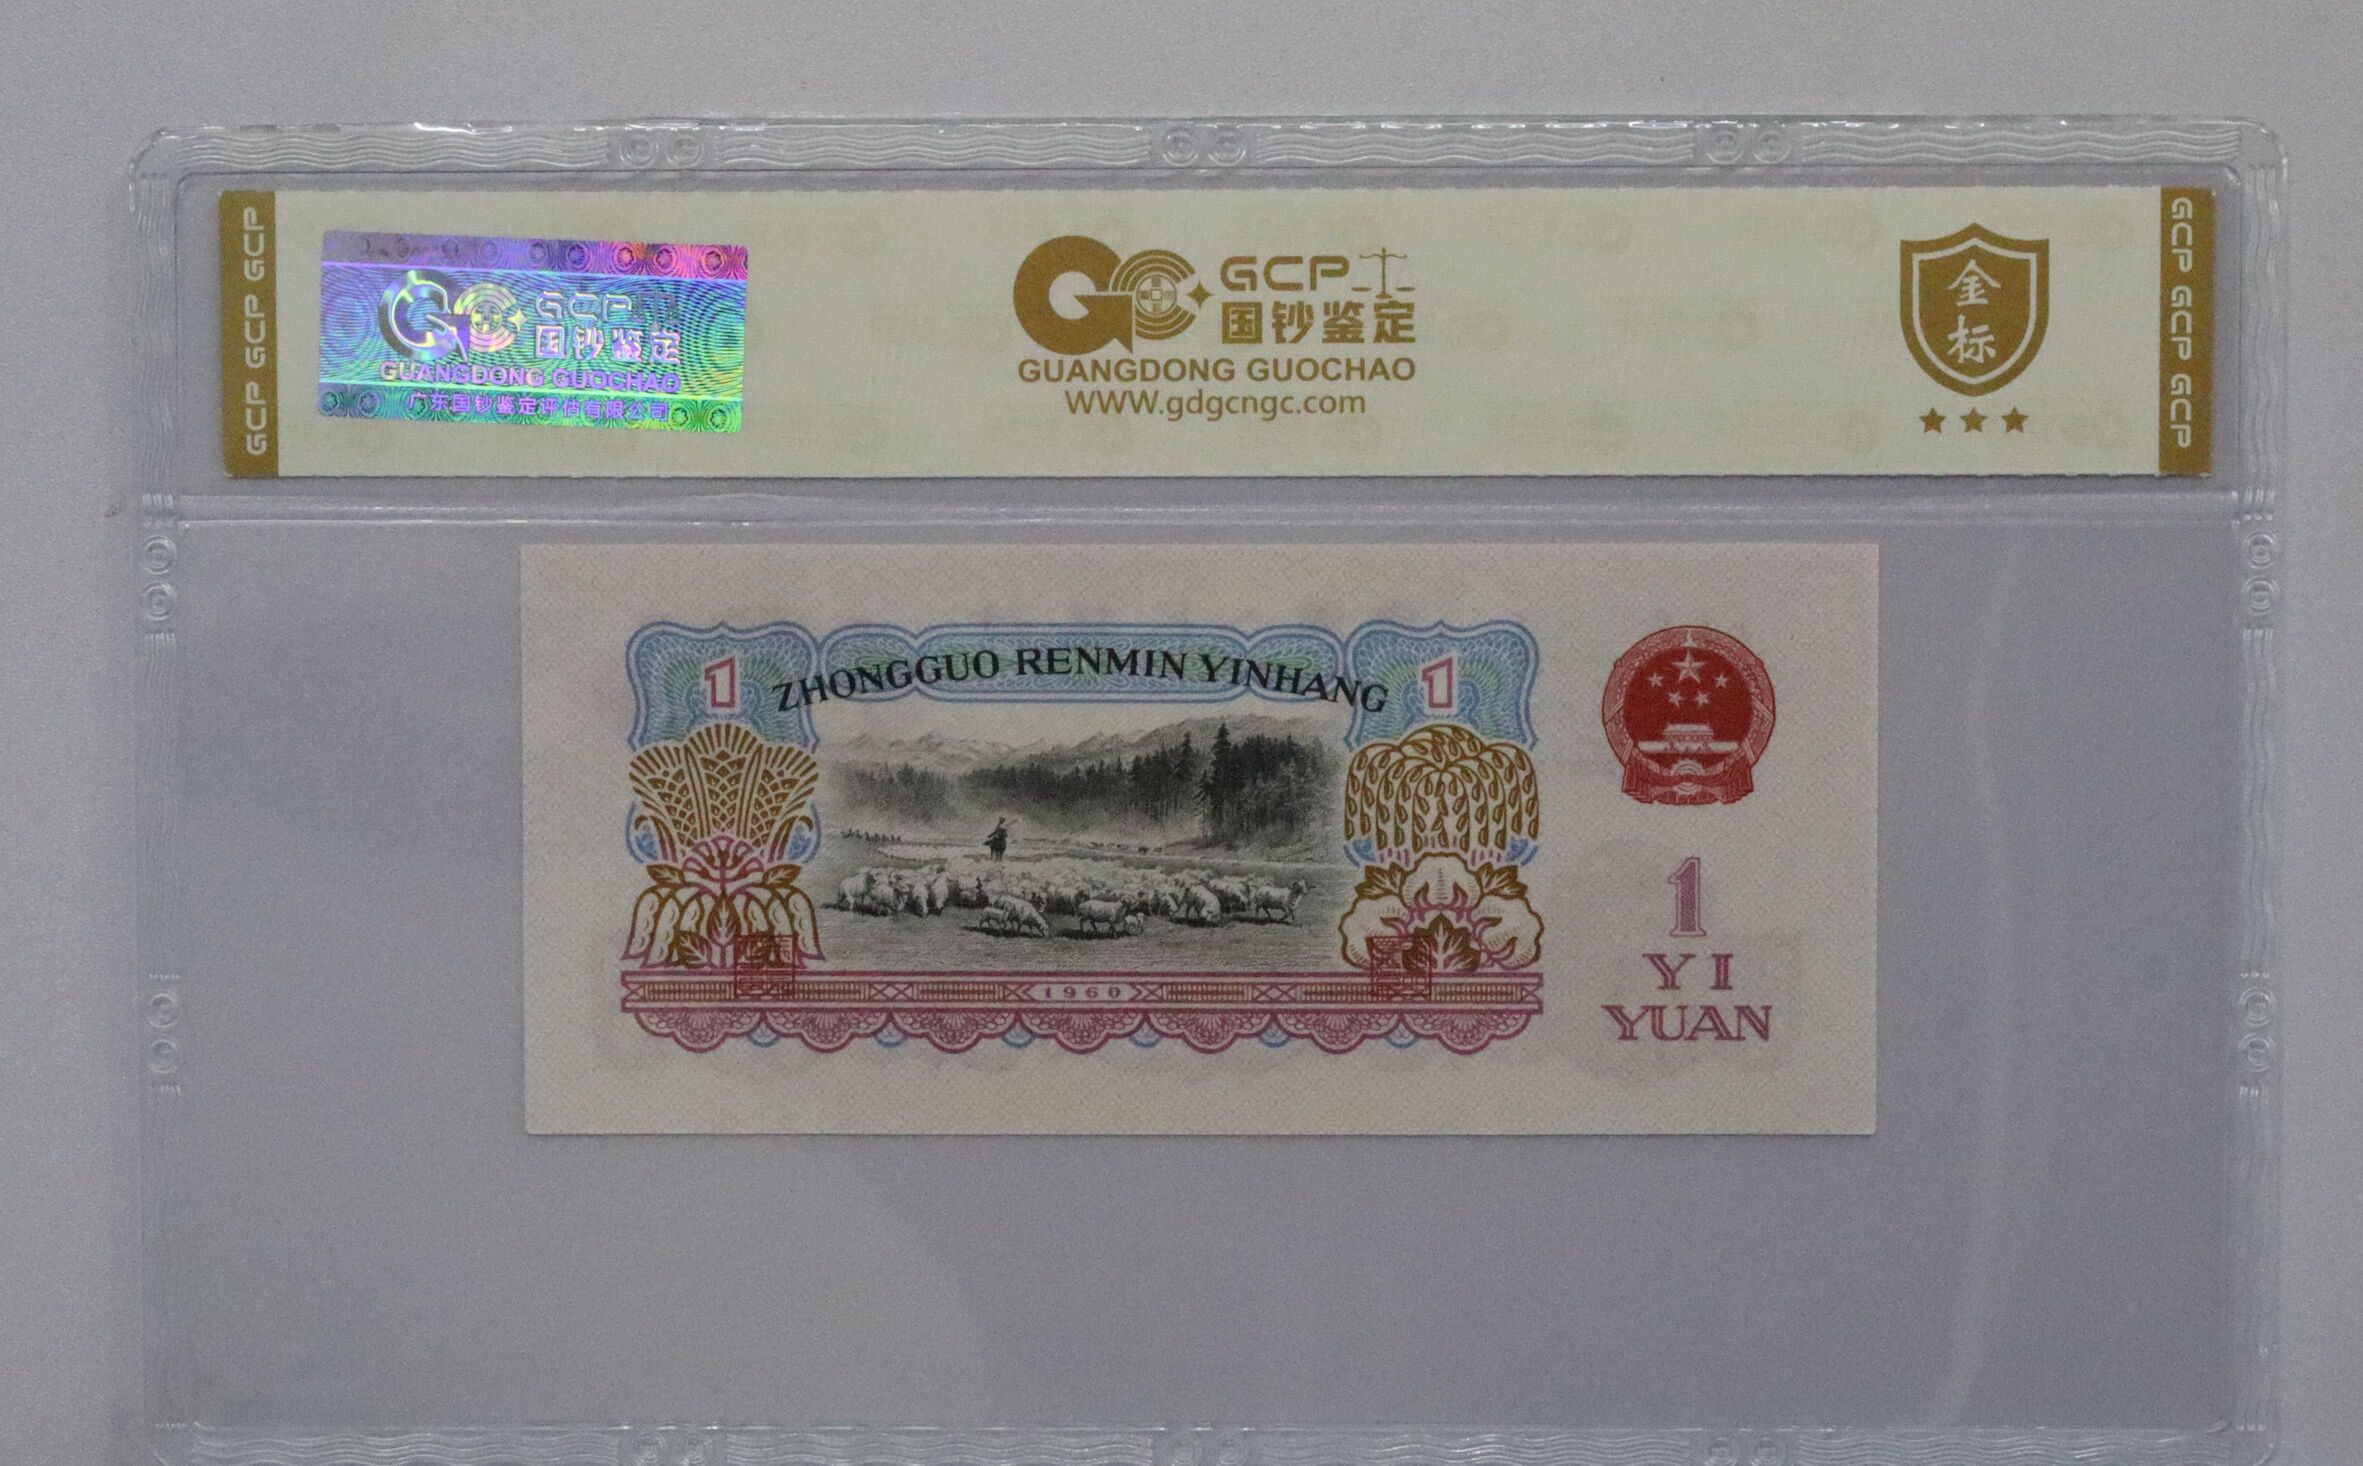 GCP GCP GCP
GCP
国钞鉴定
GUANGDONG GUOCHAO
广东国钞鉴定评估有限公司
GCP
国钞鉴定
GUANGDONG GUOCHAO
www.gdgcngc.com
金
标
GCP GCP GCP
ZHONGGUO RENMIN YINHANG
1
1
1960
1
YI
YUAN